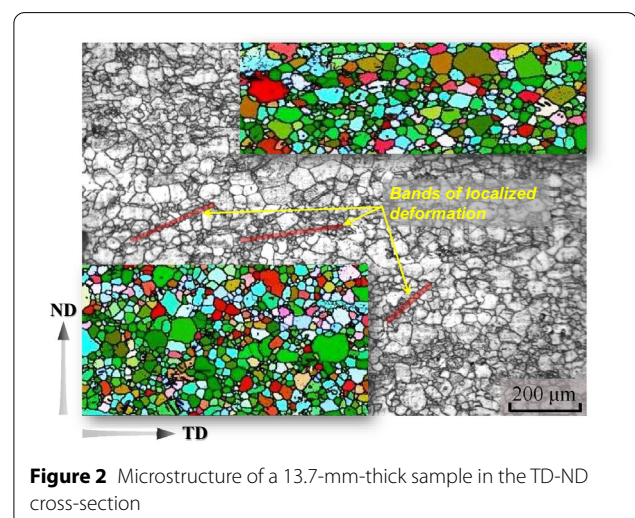 Bands of localized
deformation
ND
TD
200 μm
Figure 2 Microstructure of a 13.7-mm-thick sample in the TD-ND
cross-section